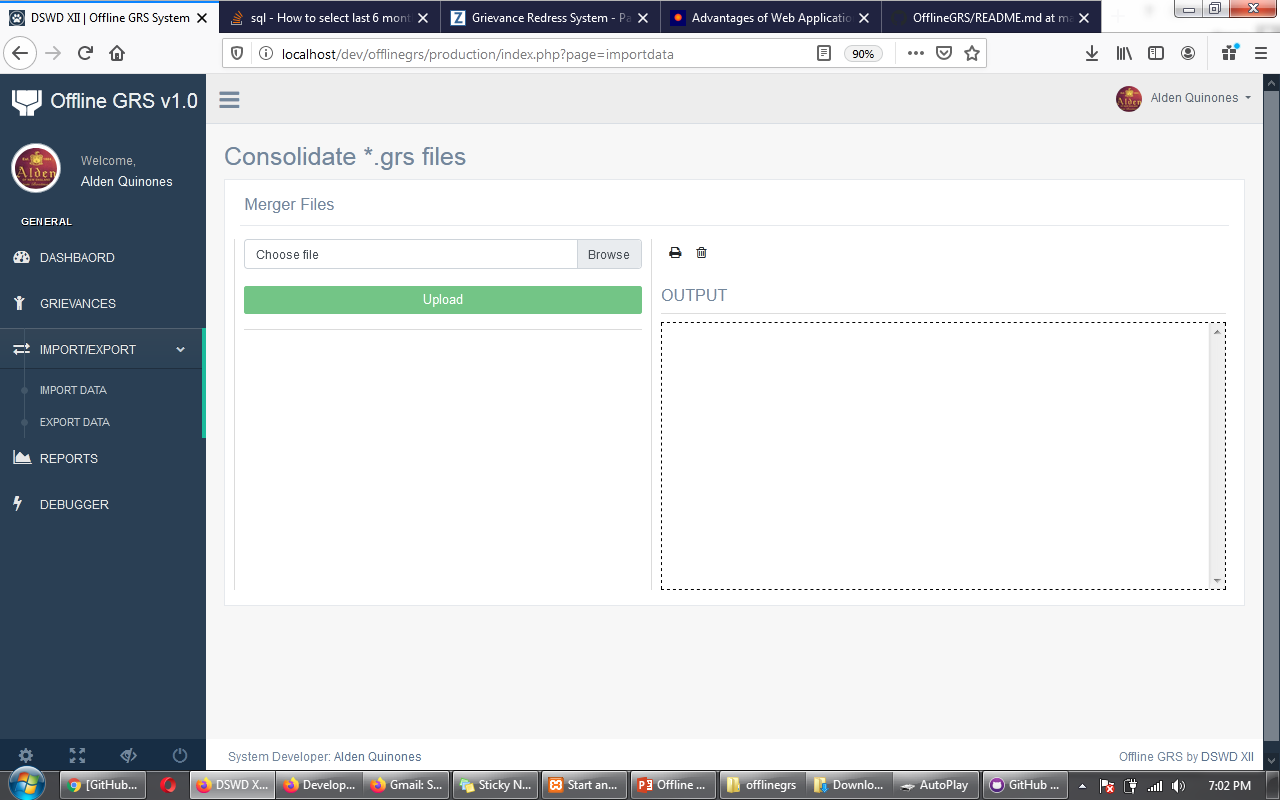 DSWD XII | Offline GRS System
sql - How to select last 6 mont
Grievance Redress System - Pa
Advantages of Web Applicatio
OfflineGRS/README.md at ma
localhost/dev/offlinegrs/production/index.php?page=importdata
90%
Offline GRS v1.0
Alden Quinones
Alden
Welcome,
Alden Quinones
GENERAL
DASHBAORD
GRIEVANCES
IMPORT/EXPORT
IMPORT DATA
EXPORT DATA
REPORTS
DEBUGGER
Consolidate *.grs files
Merger Files
Choose file
Browse
Upload
OUTPUT
System Developer: Alden Quinones
Offline GRS by DSWD XII
[GitHub...
DSWD X...
Develop...
Gmail: S...
Sticky N...
Start an...
Offline ...
offlinegrs
Downlo...
AutoPlay
GitHub ...
7:02 PM